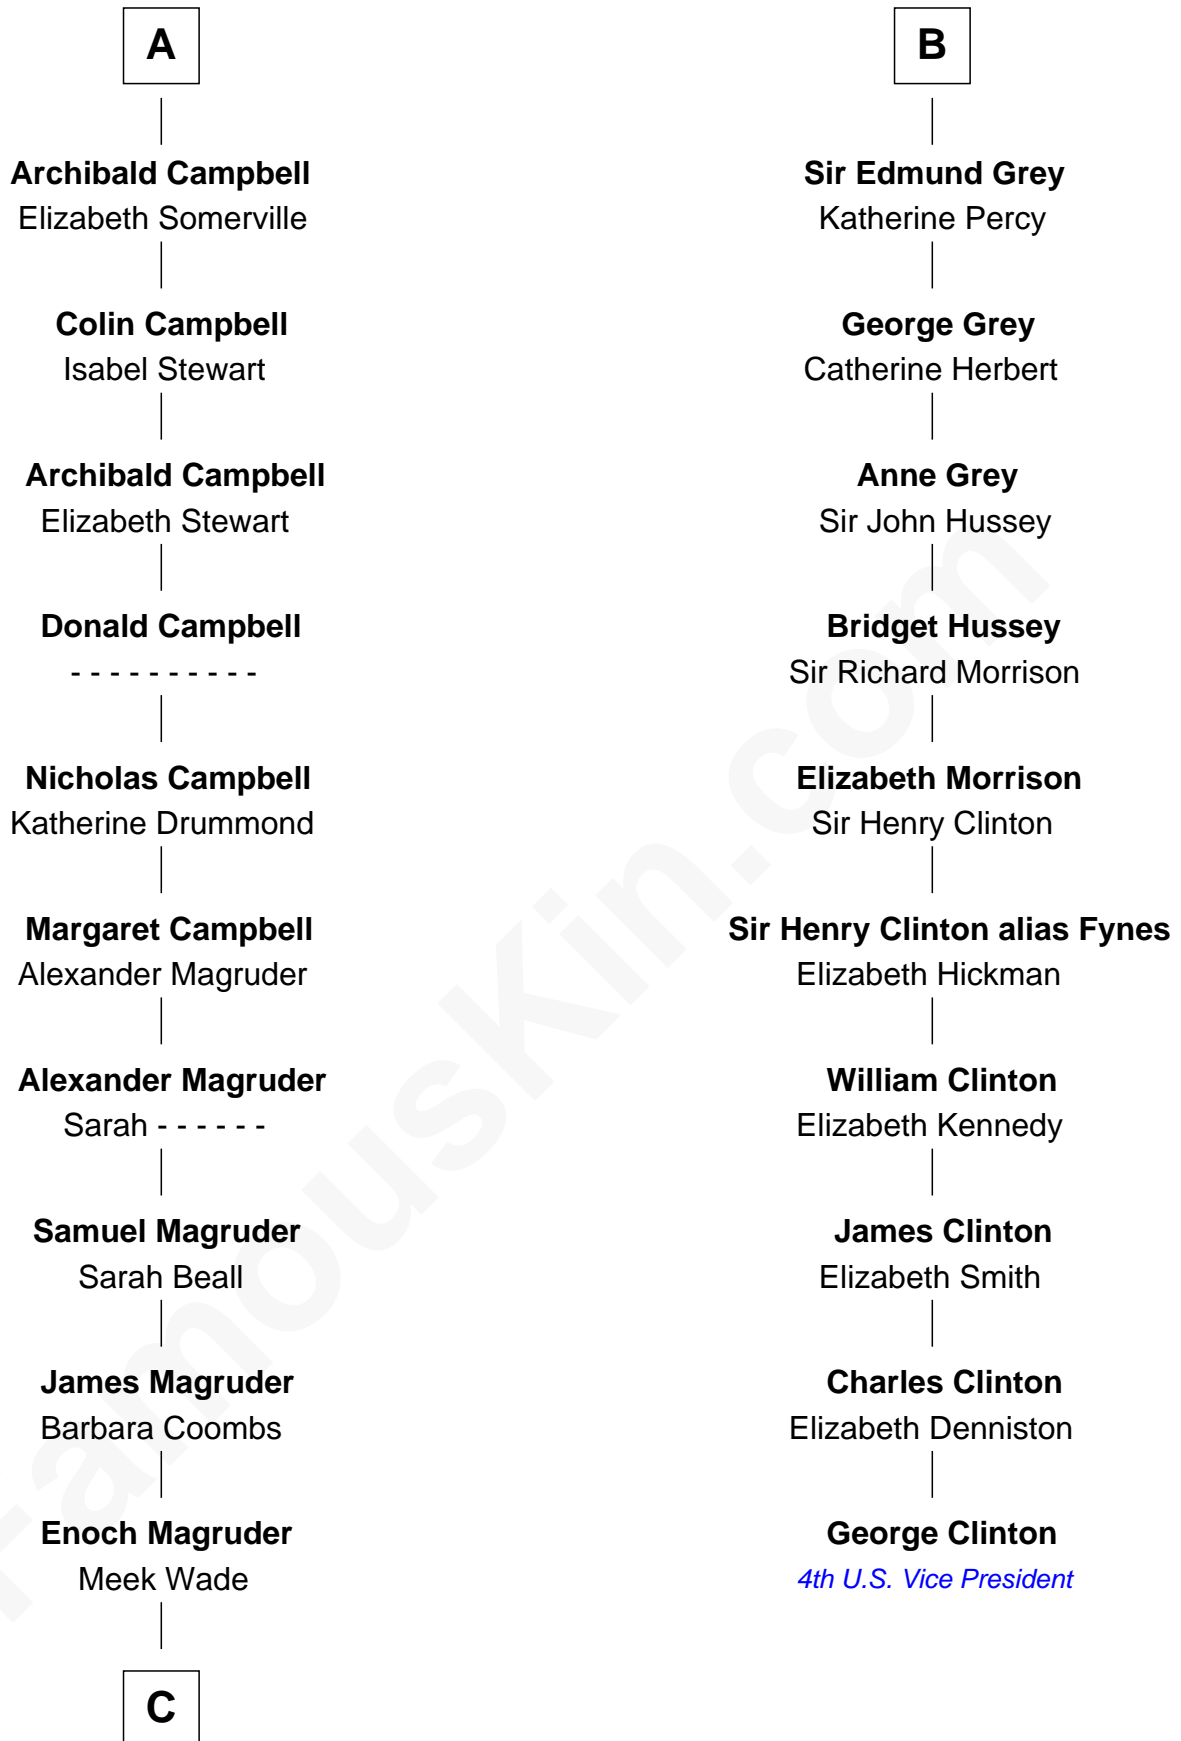 A
Archibald Campbell
Elizabeth Somerville
Colin Campbell
Isabel Stewart
Archibald Campbell
Elizabeth Stewart
Donald Campbell
- - - - - - - - - -
Nicholas Campbell
Katherine Drummond
Margaret Campbell
Alexander Magruder
Alexander Magruder
Sarah - - - - - -
Samuel Magruder
Sarah Beall
James Magruder
Barbara Coombs
Enoch Magruder
Meek Wade
C
B
Sir Edmund Grey
Katherine Percy
George Grey
Catherine Herbert
Anne Grey
Sir John Hussey
Bridget Hussey
Sir Richard Morrison
Elizabeth Morrison
Sir Henry Clinton
Sir Henry Clinton alias Fynes
Elizabeth Hickman
William Clinton
Elizabeth Kennedy
James Clinton
Elizabeth Smith
Charles Clinton
Elizabeth Denniston
George Clinton
4th U.S. Vice President
FamousKin.com